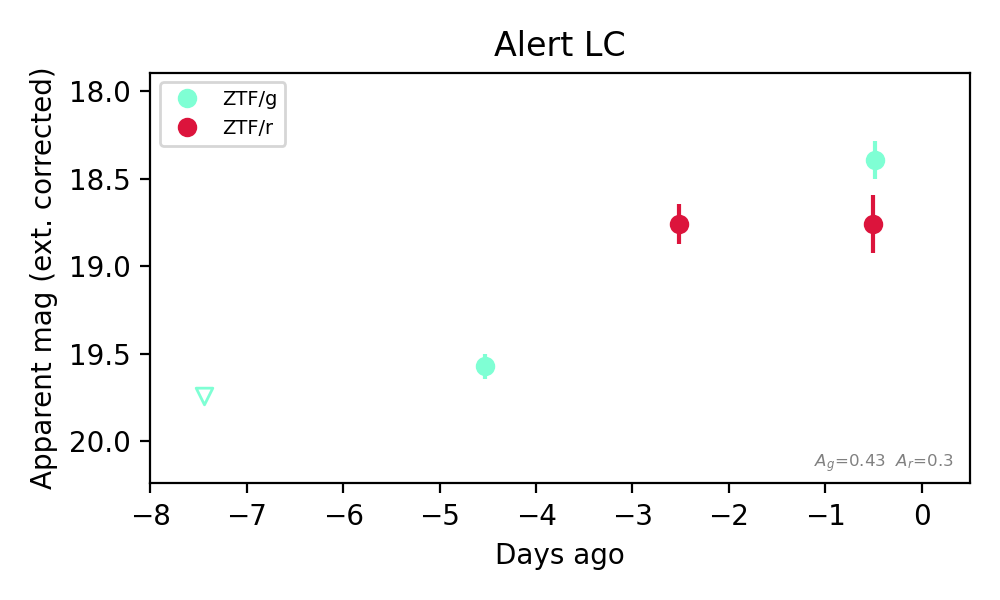 Alert LC
ZTF/g
ZTF/r
Apparent mag (ext. corrected)
18.0
18.5
19.0
19.5
20.0
A_g=0.43 A_r=0.3
−8 −7 −6 −5 −4 −3 −2 −1 0
Days ago